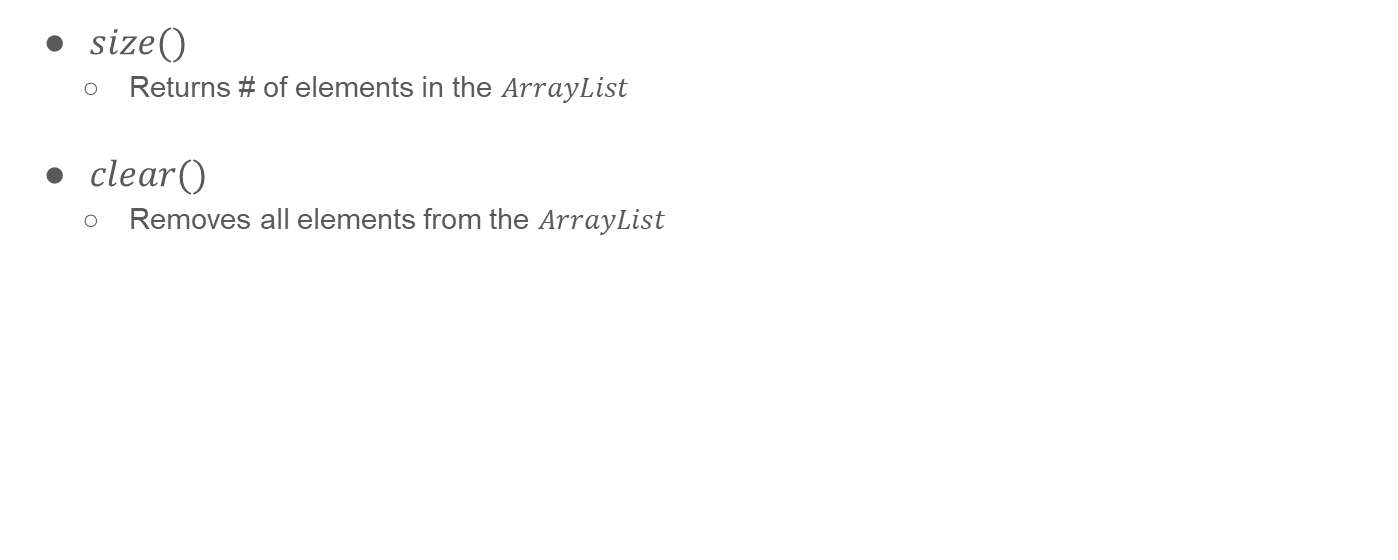 ● size()
○ Returns # of elements in the ArrayList
● clear()
○ Removes all elements from the ArrayList